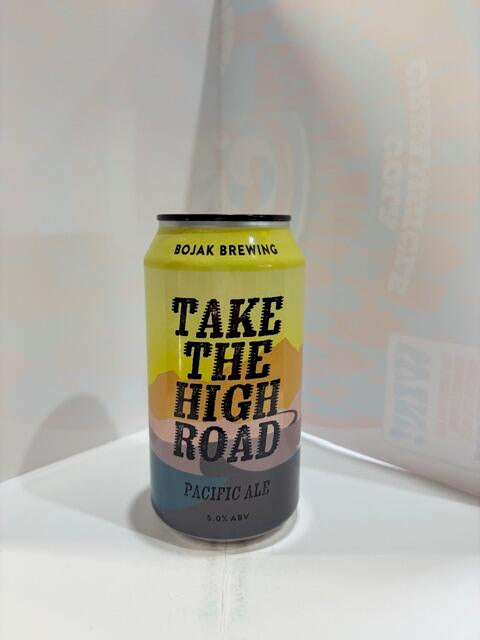 BOJAK BREWING
TAKE
THE
HIGH
ROAD
PACIFIC ALE
5.0% ABV